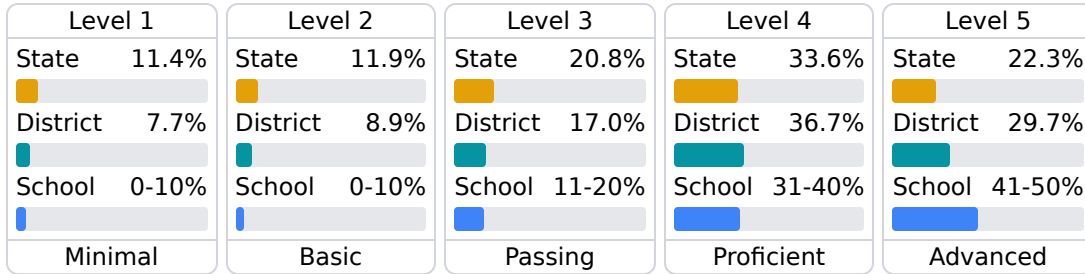 Level 1
State 11.4%
District 7.7%
School 0-10%
Minimal
Level 2
State 11.9%
District 8.9%
School 0-10%
Basic
Level 3
State 20.8%
District 17.0%
School 11-20%
Passing
Level 4
State 33.6%
District 36.7%
School 31-40%
Proficient
Level 5
State 22.3%
District 29.7%
School 41-50%
Advanced